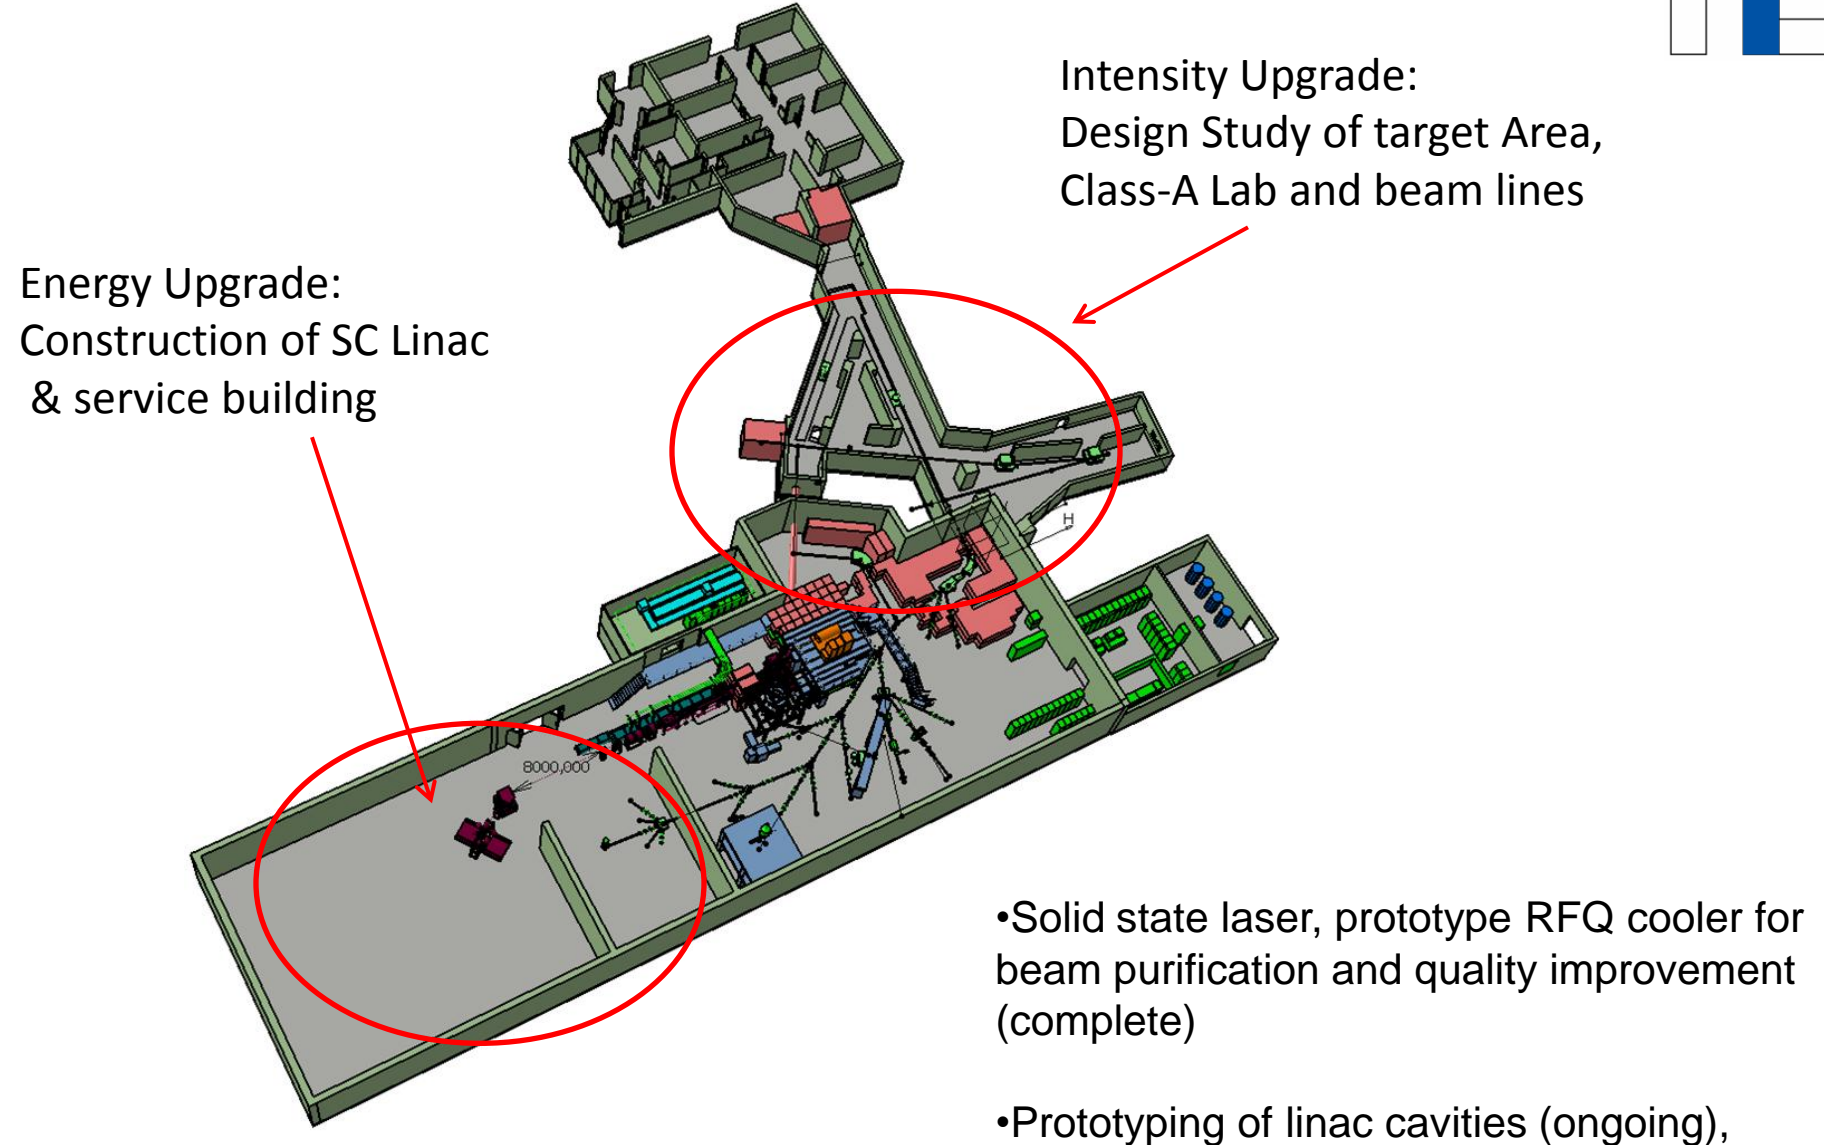 Intensity Upgrade:
Design Study of target Area,
Class-A Lab and beam lines
Energy Upgrade:
Construction of SC Linac
& service building
H
8000,000
•Solid state laser, prototype RFQ cooler for
beam purification and quality improvement
(complete)
•Prototyping of linac cavities (ongoing),